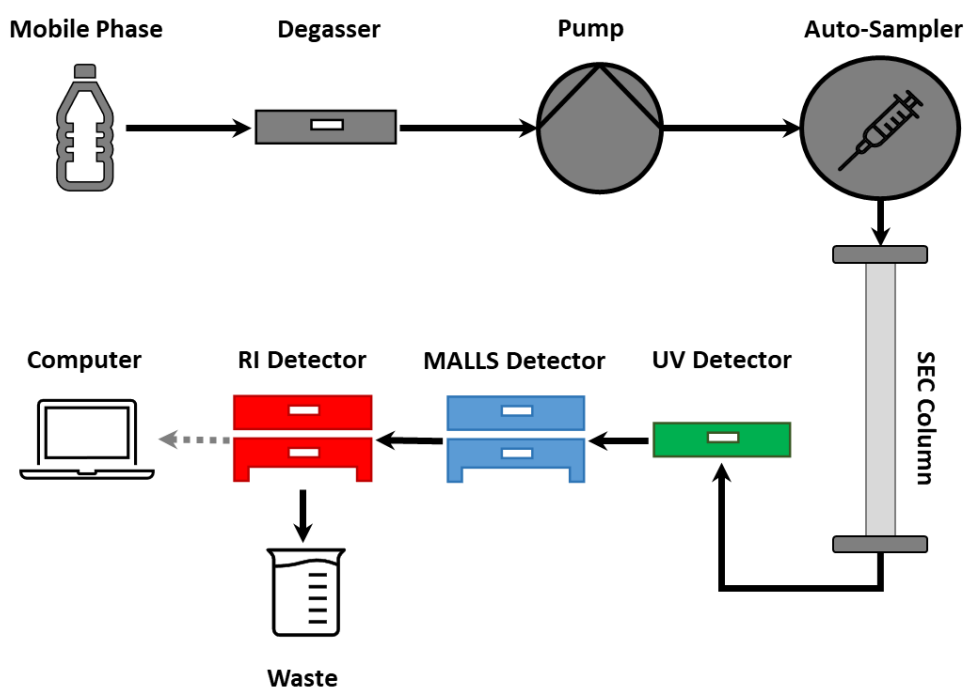 Mobile Phase
Degasser
Pump
Auto-Sampler
Computer
RI Detector
MALLS Detector
UV Detector
SEC Column
Waste